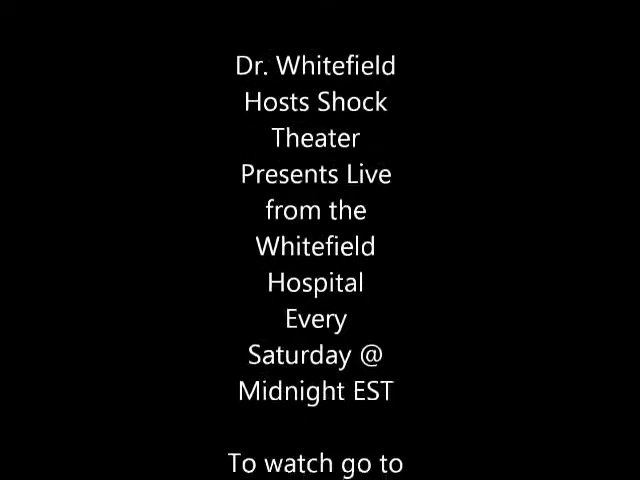 Dr. Whitefield
Hosts Shock
Theater
Presents Live
from the
Whitefield
Hospital
Every
Saturday @
Midnight EST
To watch go to